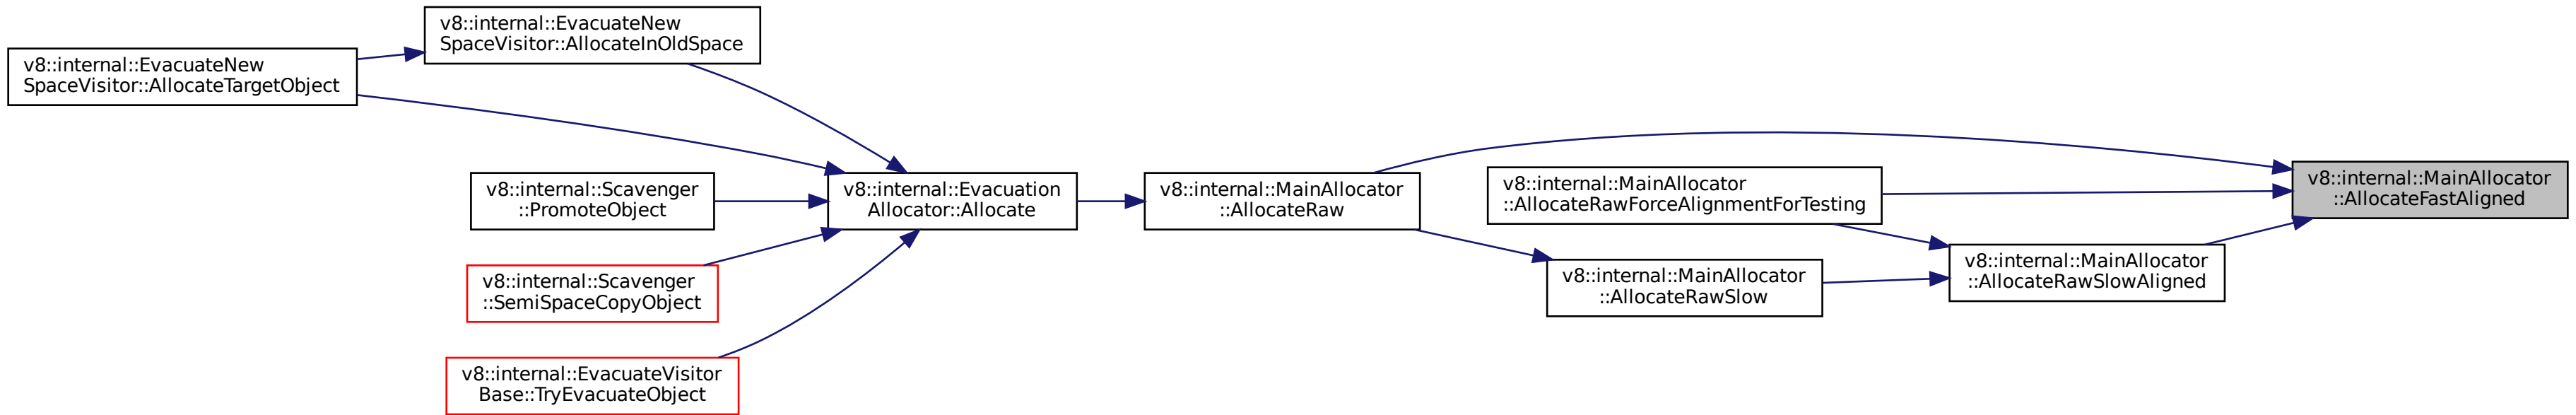 v8::internal::EvacuateNew
SpaceVisitor::AllocateInOldSpace
v8::internal::EvacuateNew
SpaceVisitor::AllocateTargetObject
v8::internal::Scavenger
::PromoteObject
v8::internal::Scavenger
::SemiSpaceCopyObject
v8::internal::EvacuateVisitor
Base::TryEvacuateObject
v8::internal::Evacuation
Allocator::Allocate
v8::internal::MainAllocator
::AllocateRaw
v8::internal::MainAllocator
::AllocateRawForceAlignmentForTesting
v8::internal::MainAllocator
::AllocateRawSlow
v8::internal::MainAllocator
::AllocateRawSlowAligned
v8::internal::MainAllocator
::AllocateFastAligned